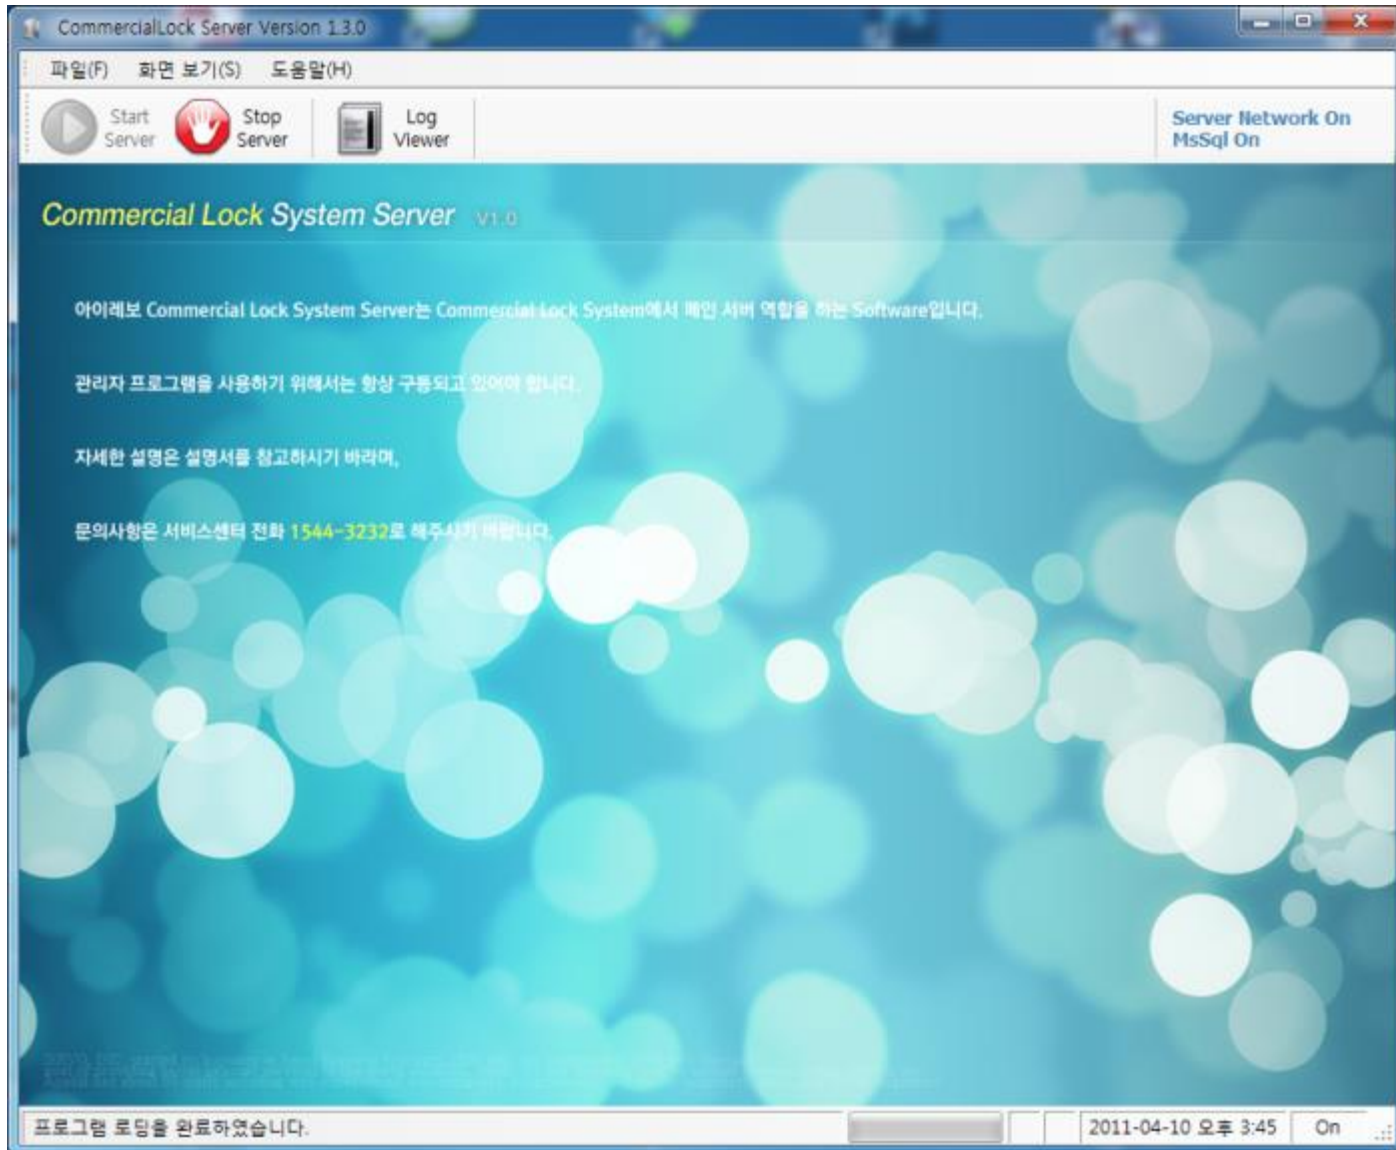 CommercialLock Server Version 1.3.0
파일(F) 화면 보기(S) 도움말(H)
Start Server
Stop Server
Log Viewer
Server Network On
MsSql On
Commercial Lock System Server V1.0
아이레보 Commercial Lock System Server는 Commercial Lock System에서 메인 서버 역할을 하는 Software입니다.
관리자 프로그램을 사용하기 위해서는 항상 구동되고 있어야 합니다.
자세한 설명은 설명서를 참고하시기 바라며,
문의사항은 서비스센터 전화 1544-3232로 해주시기 바랍니다.
프로그램 로딩을 완료하였습니다.
2011-04-10 오후 3:45 On